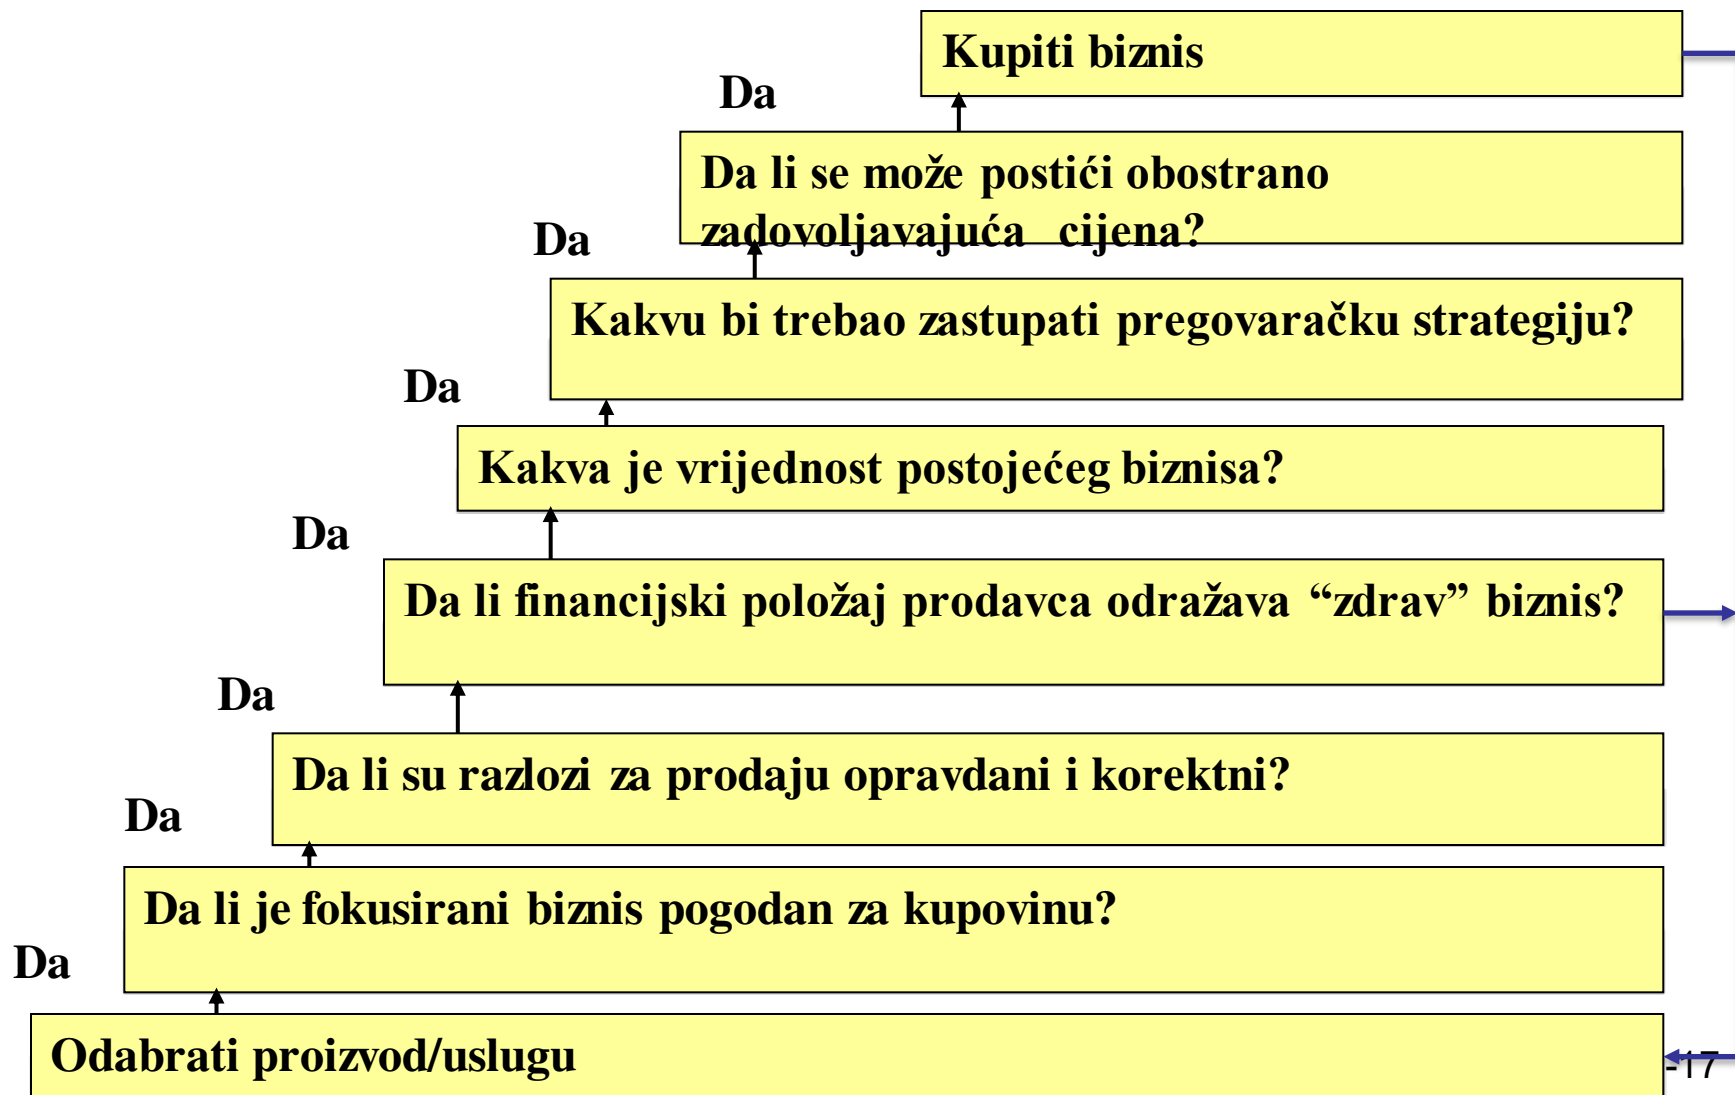 Kupiti biznis
Da
Da li se može postići obostrano
zadovoljavajuća cijena?
Da
Kakvu bi trebao zastupati pregovaračku strategiju?
Da
Kakva je vrijednost postojećeg biznisa?
Da
Da li financijski položaj prodavca odražava “zdrav” biznis?
Da
Da li su razlozi za prodaju opravdani i korektni?
Da
Da li je fokusirani biznis pogodan za kupovinu?
Da
Odabrati proizvod/uslugu
-17